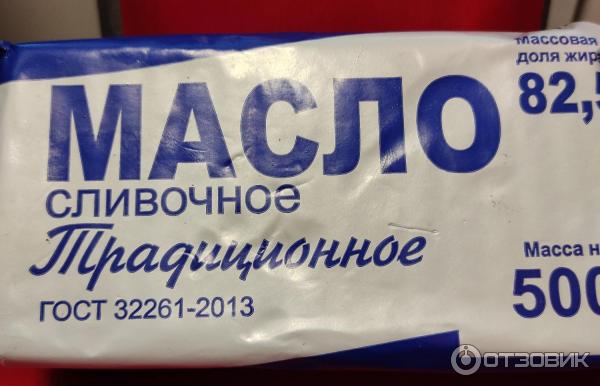 массовая
доля жир
82,5
МАСЛО
сливочное
Традиционное
ГОСТ 32261-2013
Масса н
500
ОТЗОВИК